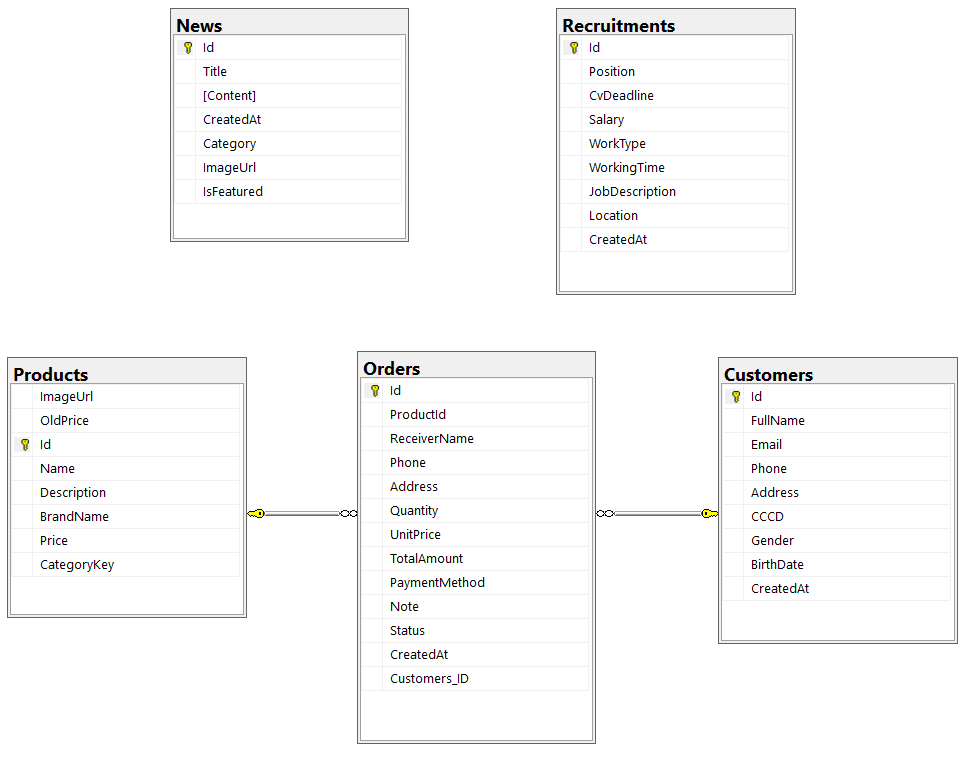 News
Id
Title
[Content]
CreatedAt
Category
ImageUrl
IsFeatured
Recruitments
Id
Position
CvDeadline
Salary
WorkType
WorkingTime
JobDescription
Location
CreatedAt
Products
ImageUrl
OldPrice
Id
Name
Description
BrandName
Price
CategoryKey
Orders
Id
ProductId
ReceiverName
Phone
Address
Quantity
UnitPrice
TotalAmount
PaymentMethod
Note
Status
CreatedAt
Customers_ID
Customers
Id
FullName
Email
Phone
Address
CCCD
Gender
BirthDate
CreatedAt